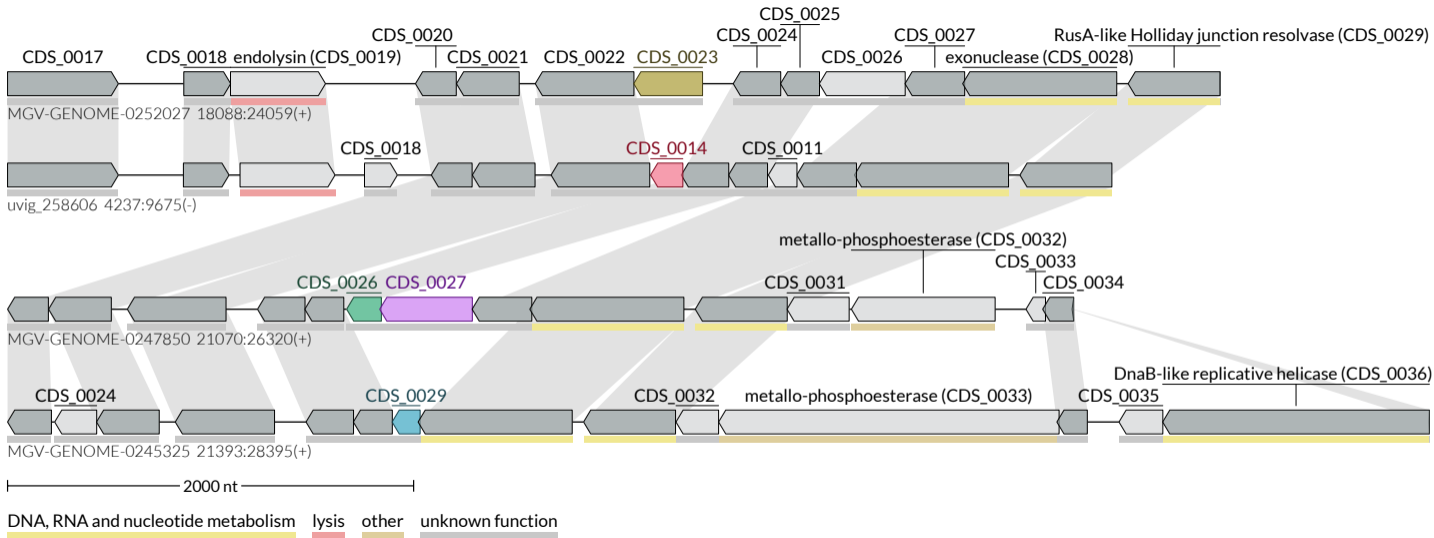 CDS_0025
CDS_0020 CDS_0024 CDS_0027 RusA-like Holliday junction resolvase (CDS_0029)
CDS_0017 CDS_0018 endolysin (CDS_0019) CDS_0021 CDS_0022 CDS_0023 CDS_0026 exonuclease (CDS_0028)
MGV-GENOME-0252027 18088:24059(+)
CDS_0018 CDS_0014 CDS_0011
uvig_258606 4237:9675(-)
metallo-phosphoesterase (CDS_0032)
CDS_0033
CDS_0026 CDS_0027 CDS_0031 CDS_0034
MGV-GENOME-0247850 21070:26320(+)
DnaB-like replicative helicase (CDS_0036)
CDS_0024 CDS_0029 CDS_0032 metallo-phosphoesterase (CDS_0033) CDS_0035
MGV-GENOME-0245325 21393:28395(+)
2000 nt
DNA, RNA and nucleotide metabolism lysis other unknown function